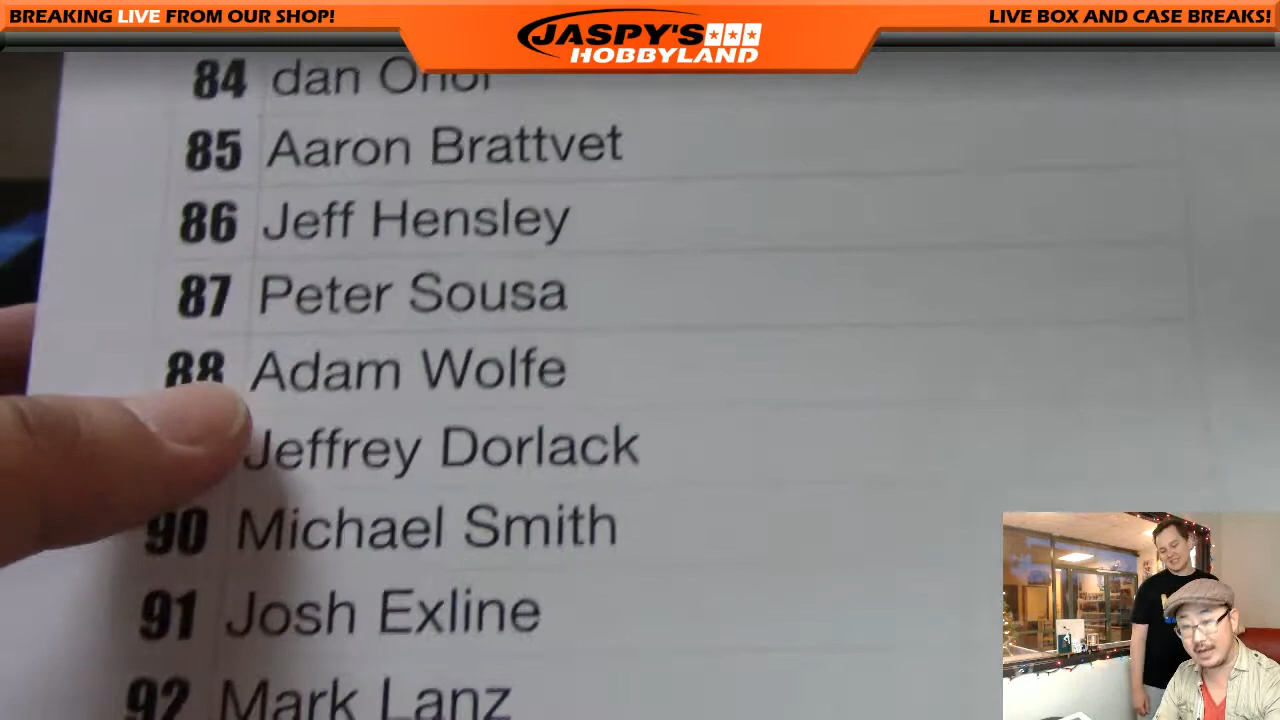 BREAKING LIVE FROM OUR SHOP!
JASPY'S
HOBBYLAND
LIVE BOX AND CASE BREAKS!
84 dan
85 Aaron Brattvet
86 Jeff Hensley
87 Peter Sousa
88 Adam Wolfe
Jeffrey Dorlack
90 Michael Smith
91 Josh Exline
92 Mark Lanz